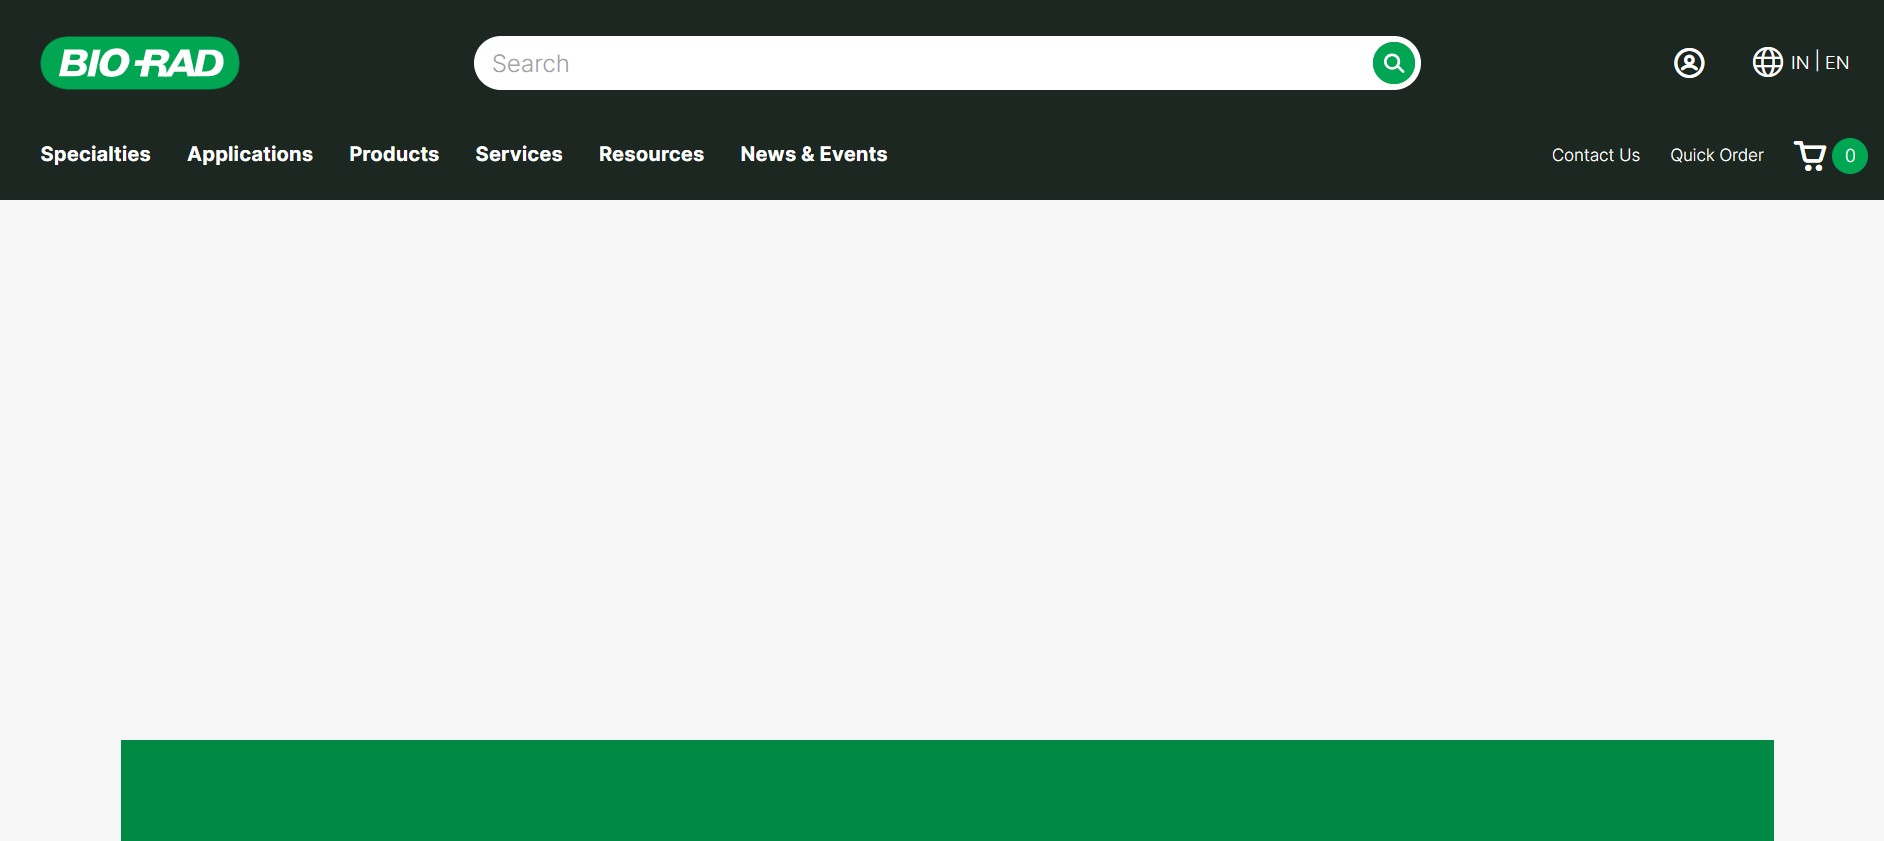 BIO-RAD
Search
IN | EN
Specialties Applications Products Services Resources News & Events
Contact Us Quick Order 0